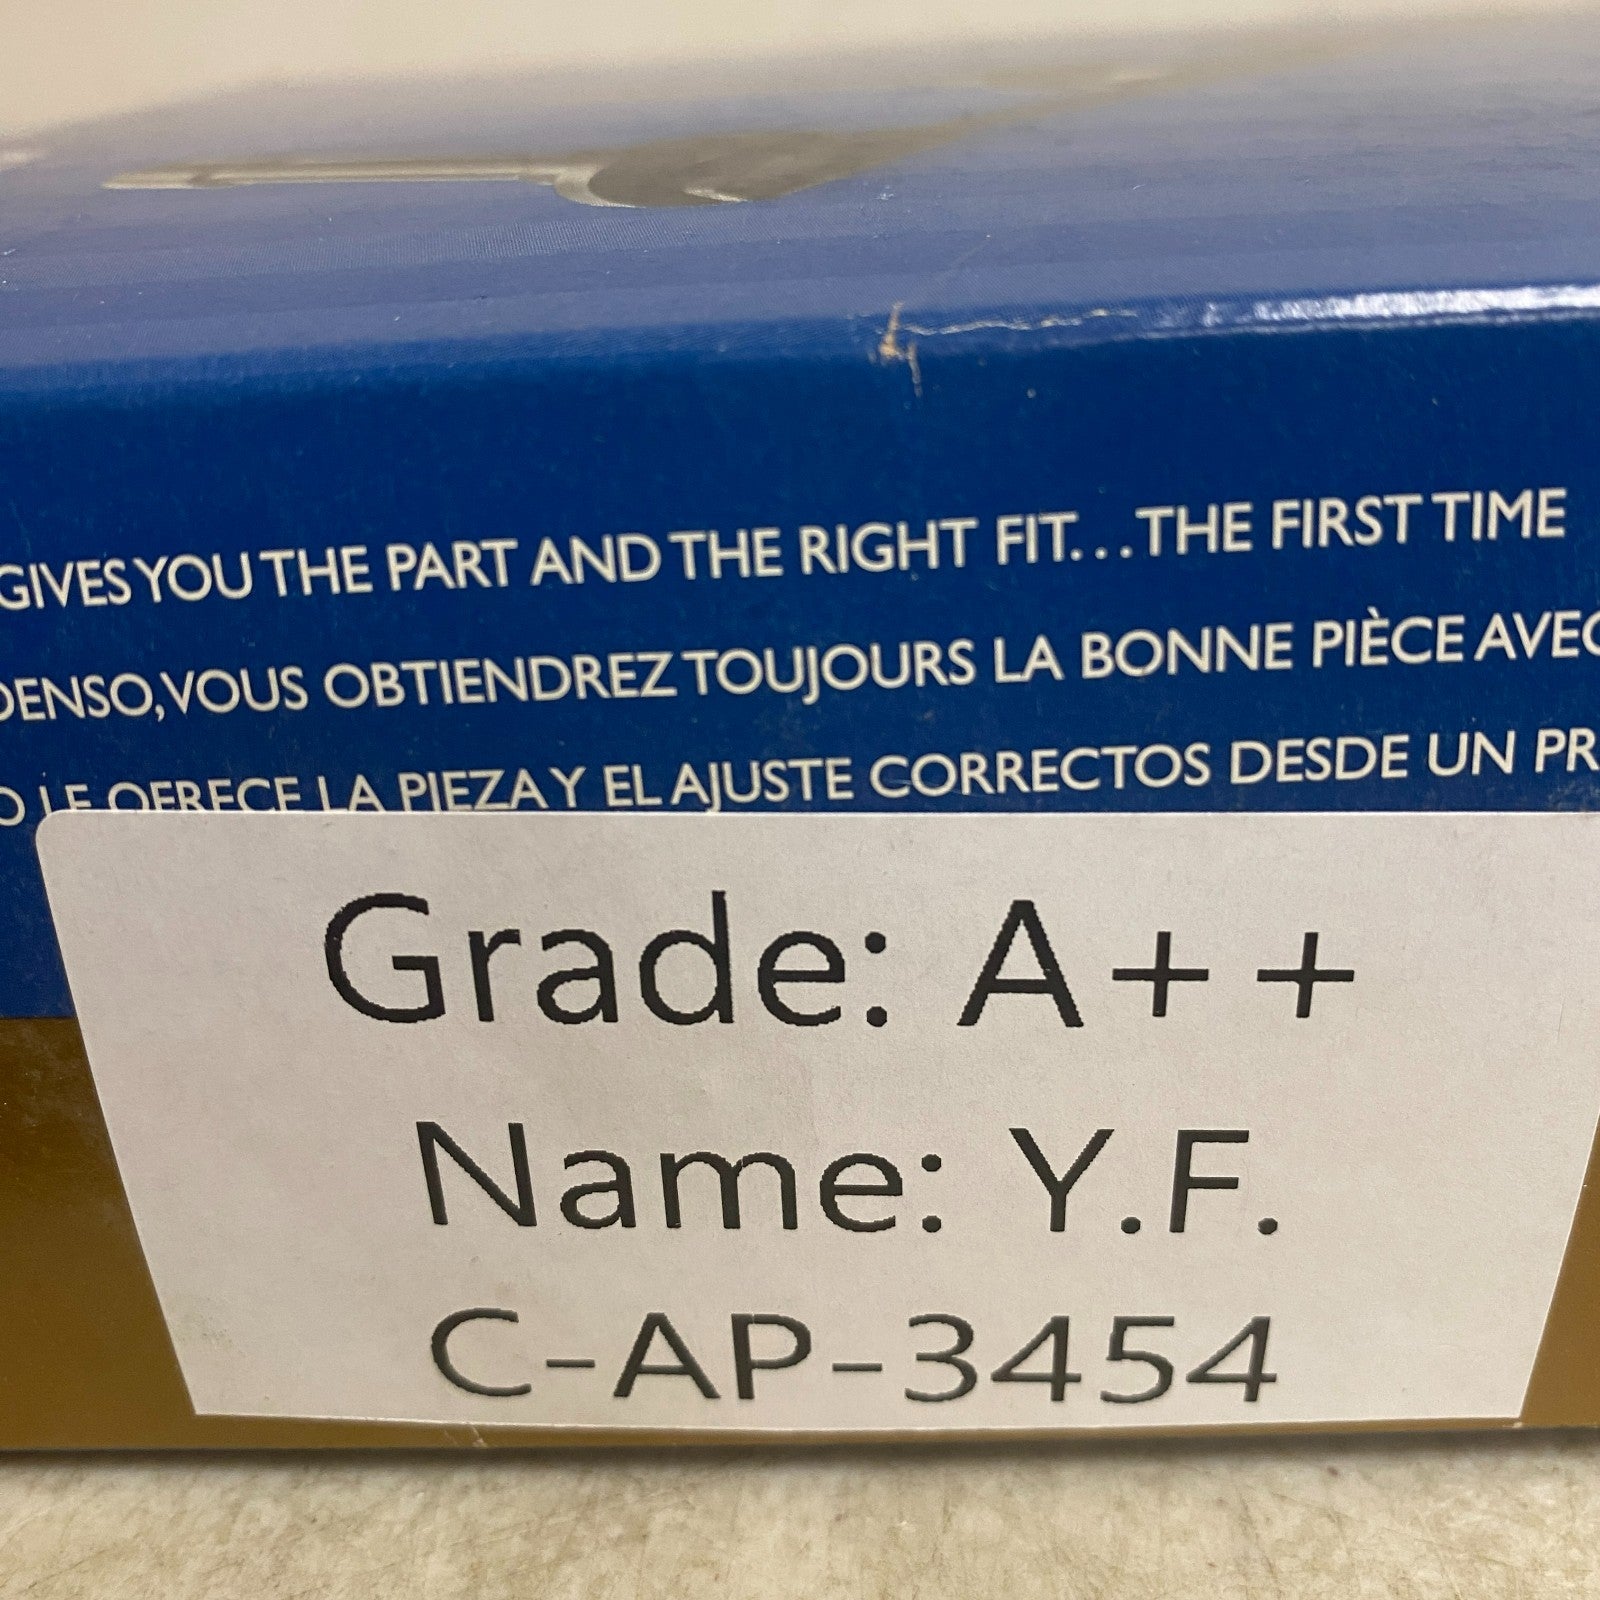 GIVES YOU THE PART AND THE RIGHT FIT...THE FIRST TIME
DENSO, VOUS OBTIENDREZ TOUJOURS LA BONNE PIÈCE AVEC
LE OFRECE LA PIEZA Y EL AJUSTE CORRECTOS DESDE UN PR
Grade: A++
Name: Y.F.
C-AP-3454